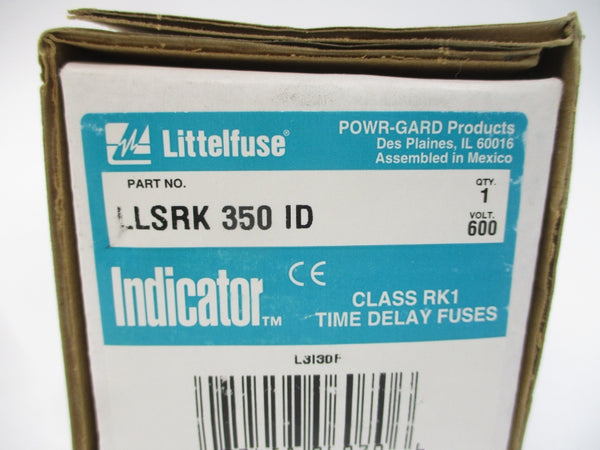 Littelfuse®
POWR-GARD Products
Des Plaines, IL 60016
Assembled in Mexico
PART NO.
LLSRK 350 ID
QTY.
1
VOLT.
600
Indicator™
CE
CLASS RK1
TIME DELAY FUSES